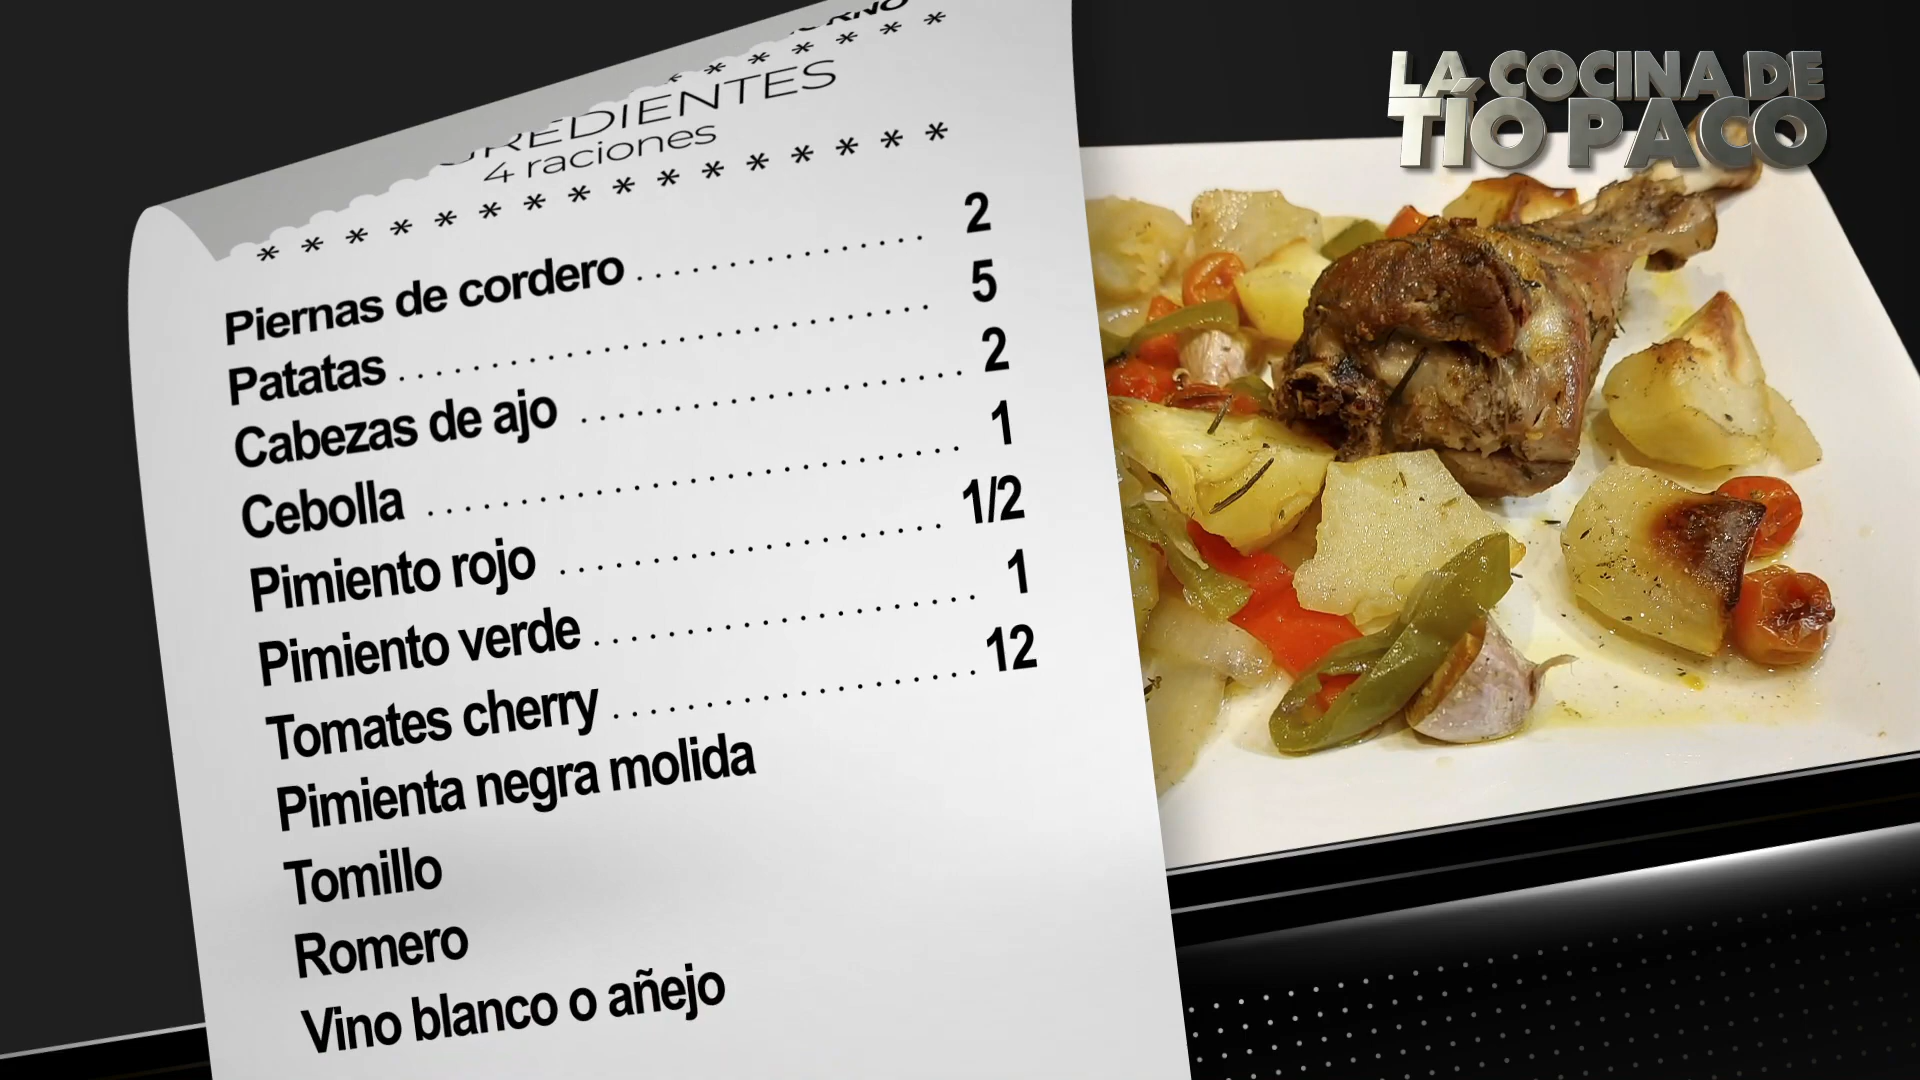 INGREDIENTES
4 raciones
* * * * * * * * * * * * * * * *
Piernas de cordero 2
Patatas 5
Cabezas de ajo 2
Cebolla 1
Pimiento rojo 1/2
Pimiento verde 1
Tomates cherry 12
Pimienta negra molida
Tomillo
Romero
Vino blanco o añejo
LA COCINA DE
TÍO PACO